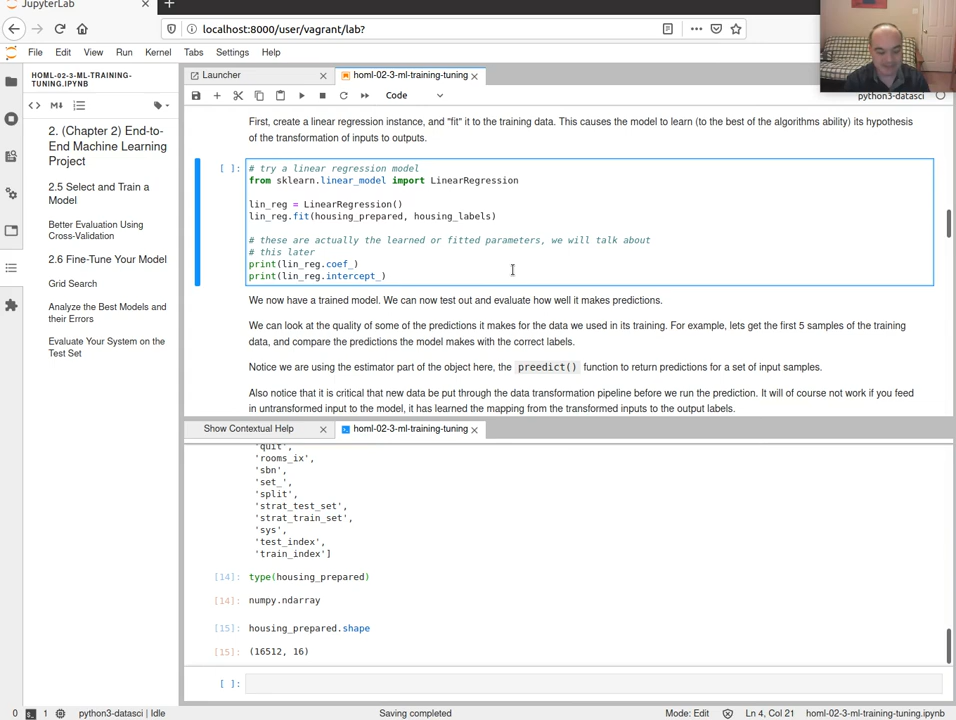 JupyterLab
×
+
localhost:8000/user/vagrant/lab?
File Edit View Run Kernel Tabs Settings Help
HOML-02-3-ML-TRAINING-
TUNING.IPYNB
2. (Chapter 2) End-to-
End Machine Learning
Project
2.5 Select and Train a
Model
Better Evaluation Using
Cross-Validation
2.6 Fine-Tune Your Model
Grid Search
Analyze the Best Models and
their Errors
Evaluate Your System on the
Test Set
Launcher × homl-02-3-ml-training-tuning ×
Code python3-datasci
First, create a linear regression instance, and "fit" it to the training data. This causes the model to learn (to the best of the algorithms ability) its hypothesis
of the transformation of inputs to outputs.
[ ]: # try a linear regression model
from sklearn.linear_model import LinearRegression
lin_reg = LinearRegression()
lin_reg.fit(housing_prepared, housing_labels)
# these are actually the learned or fitted parameters, we will talk about
# this later
print(lin_reg.coef_)
print(lin_reg.intercept_)
We now have a trained model. We can now test out and evaluate how well it makes predictions.
We can look at the quality of some of the predictions it makes for the data we used in its training. For example, lets get the first 5 samples of the training
data, and compare the predictions the model makes with the correct labels.
Notice we are using the estimator part of the object here, the preedict() function to return predictions for a set of input samples.
Also notice that it is critical that new data be put through the data transformation pipeline before we run the prediction. It will of course not work if you feed
in untransformed input to the model, it has learned the mapping from the transformed inputs to the output labels.
Show Contextual Help × homl-02-3-ml-training-tuning ×
'quit',
'rooms_ix',
'sbn',
'set_',
'split',
'strat_test_set',
'strat_train_set',
'sys',
'test_index',
'train_index']
[14]: type(housing_prepared)
[14]: numpy.ndarray
[15]: housing_prepared.shape
[15]: (16512, 16)
[ ]:
0 1 python3-datasci | Idle Saving completed Mode: Edit Ln 4, Col 21 homl-02-3-ml-training-tuning.ipynb